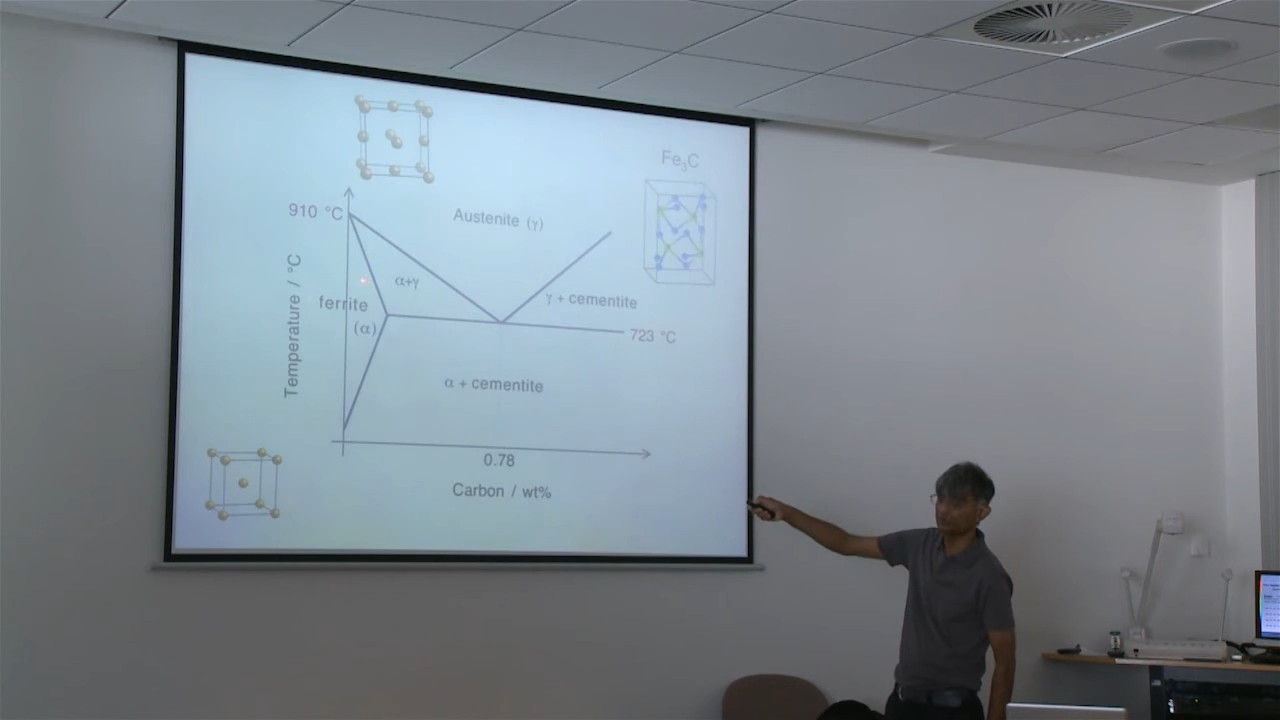 Fe₃C
910 °C
Austenite (γ)
α+γ
γ + cementite
ferrite
(α)
723 °C
Temperature / °C
α + cementite
0.78
Carbon / wt%